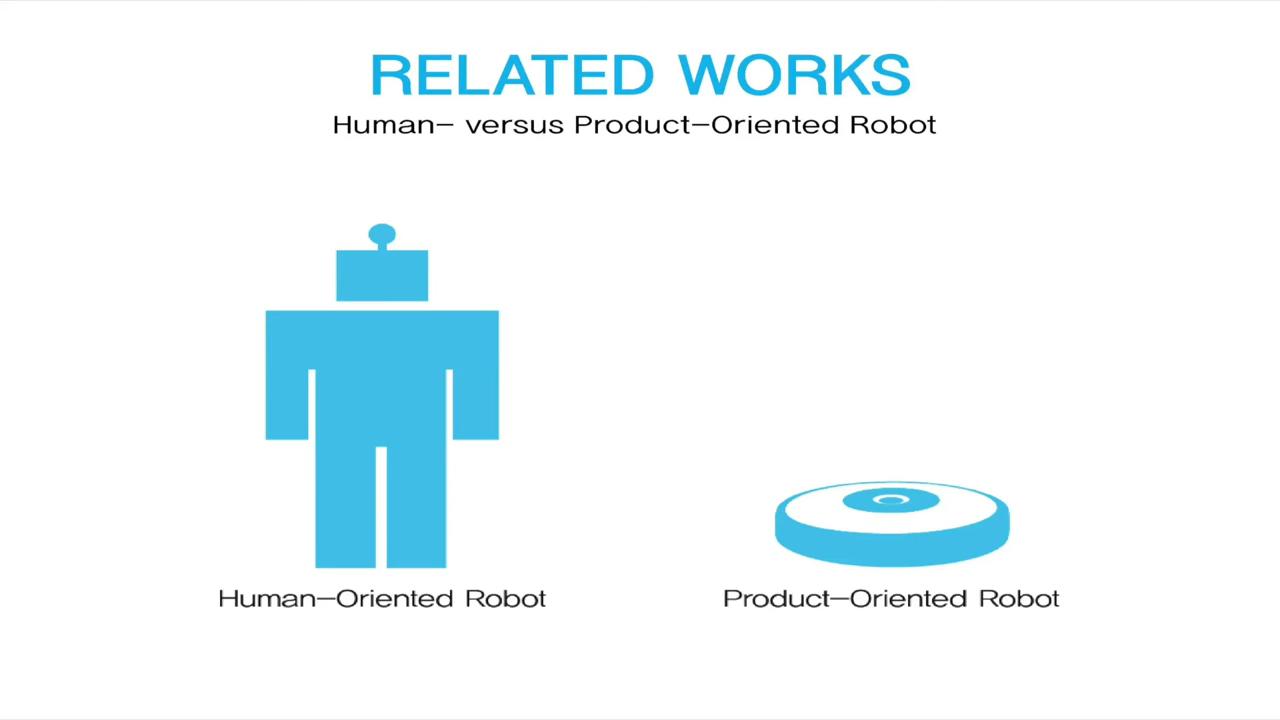 RELATED WORKS
Human- versus Product-Oriented Robot
Human-Oriented Robot
Product-Oriented Robot